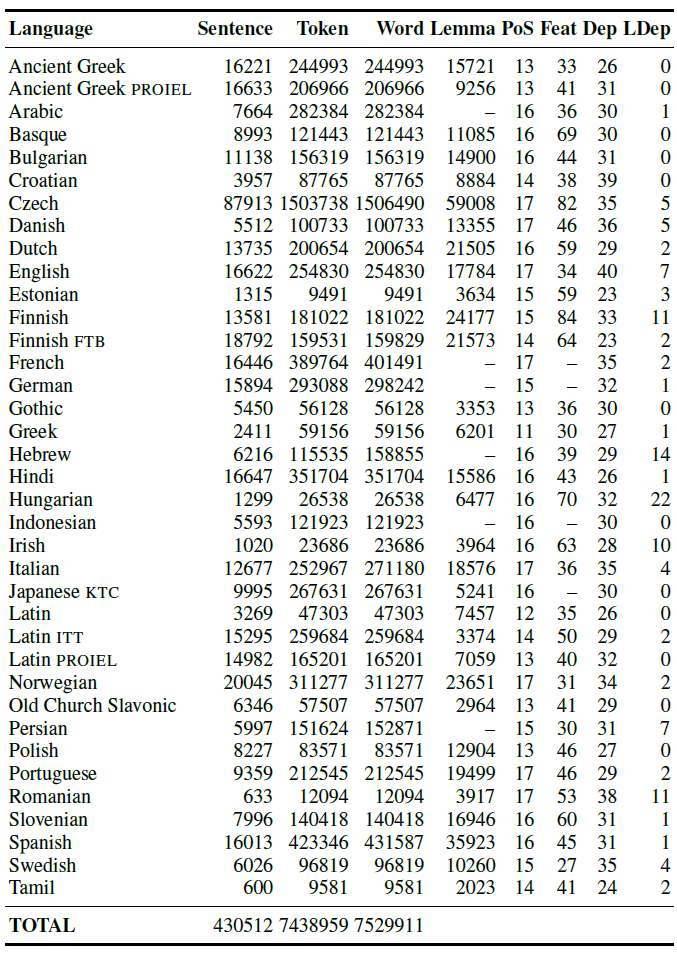 Language Sentence Token Word Lemma PoS Feat Dep LDep
Ancient Greek 16221 244993 244993 15721 13 33 26 0
Ancient Greek PROIEL 16633 206966 206966 9256 13 41 31 0
Arabic 7664 282384 282384 – 16 36 30 1
Basque 8993 121443 121443 11085 16 69 30 0
Bulgarian 11138 156319 156319 14900 16 44 31 0
Croatian 3957 87765 87765 8884 14 38 39 0
Czech 87913 1503738 1506490 59008 17 82 35 5
Danish 5512 100733 100733 13355 17 46 36 5
Dutch 13735 200654 200654 21505 16 59 29 2
English 16622 254830 254830 17784 17 34 40 7
Estonian 1315 9491 9491 3634 15 59 23 3
Finnish 13581 181022 181022 24177 15 84 33 11
Finnish FTB 18792 159531 159829 21573 14 64 23 2
French 16446 389764 401491 – 17 – 35 2
German 15894 293088 298242 – 15 – 32 1
Gothic 5450 56128 56128 3353 13 36 30 0
Greek 2411 59156 59156 6201 11 30 27 1
Hebrew 6216 115535 158855 – 16 39 29 14
Hindi 16647 351704 351704 15586 16 43 26 1
Hungarian 1299 26538 26538 6477 16 70 32 22
Indonesian 5593 121923 121923 – 16 – 30 0
Irish 1020 23686 23686 3964 16 63 28 10
Italian 12677 252967 271180 18576 17 36 35 4
Japanese KTC 9995 267631 267631 5241 16 – 30 0
Latin 3269 47303 47303 7457 12 35 26 0
Latin ITT 15295 259684 259684 3374 14 50 29 2
Latin PROIEL 14982 165201 165201 7059 13 40 32 0
Norwegian 20045 311277 311277 23651 17 31 34 2
Old Church Slavonic 6346 57507 57507 2964 13 41 29 0
Persian 5997 151624 152871 – 15 30 31 7
Polish 8227 83571 83571 12904 13 46 27 0
Portuguese 9359 212545 212545 19499 17 46 29 2
Romanian 633 12094 12094 3917 17 53 38 11
Slovenian 7996 140418 140418 16946 16 60 31 1
Spanish 16013 423346 431587 35923 16 45 31 1
Swedish 6026 96819 96819 10260 15 27 35 4
Tamil 600 9581 9581 2023 14 41 24 2
TOTAL 430512 7438959 7529911